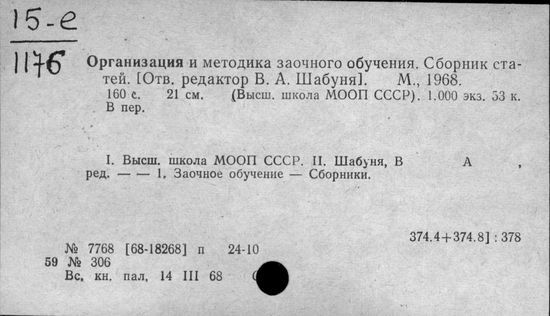 15-е
1176
Организация и методика заочного обучения. Сборник ста-
тей. [Отв. редактор В. А. Шабуня]. М., 1968.
160 с. 21 см. (Высш. школа МООП СССР). 1.000 экз. 53 к.
В пер.
I. Высш. школа МООП СССР. II. Шабуня, В А ,
ред. — — 1. Заочное обучение — Сборники.
374.4+374.8] : 378
№ 7768 [68-18268] п 24-10
59 № 306
Вс. кн. пал. 14 III 68